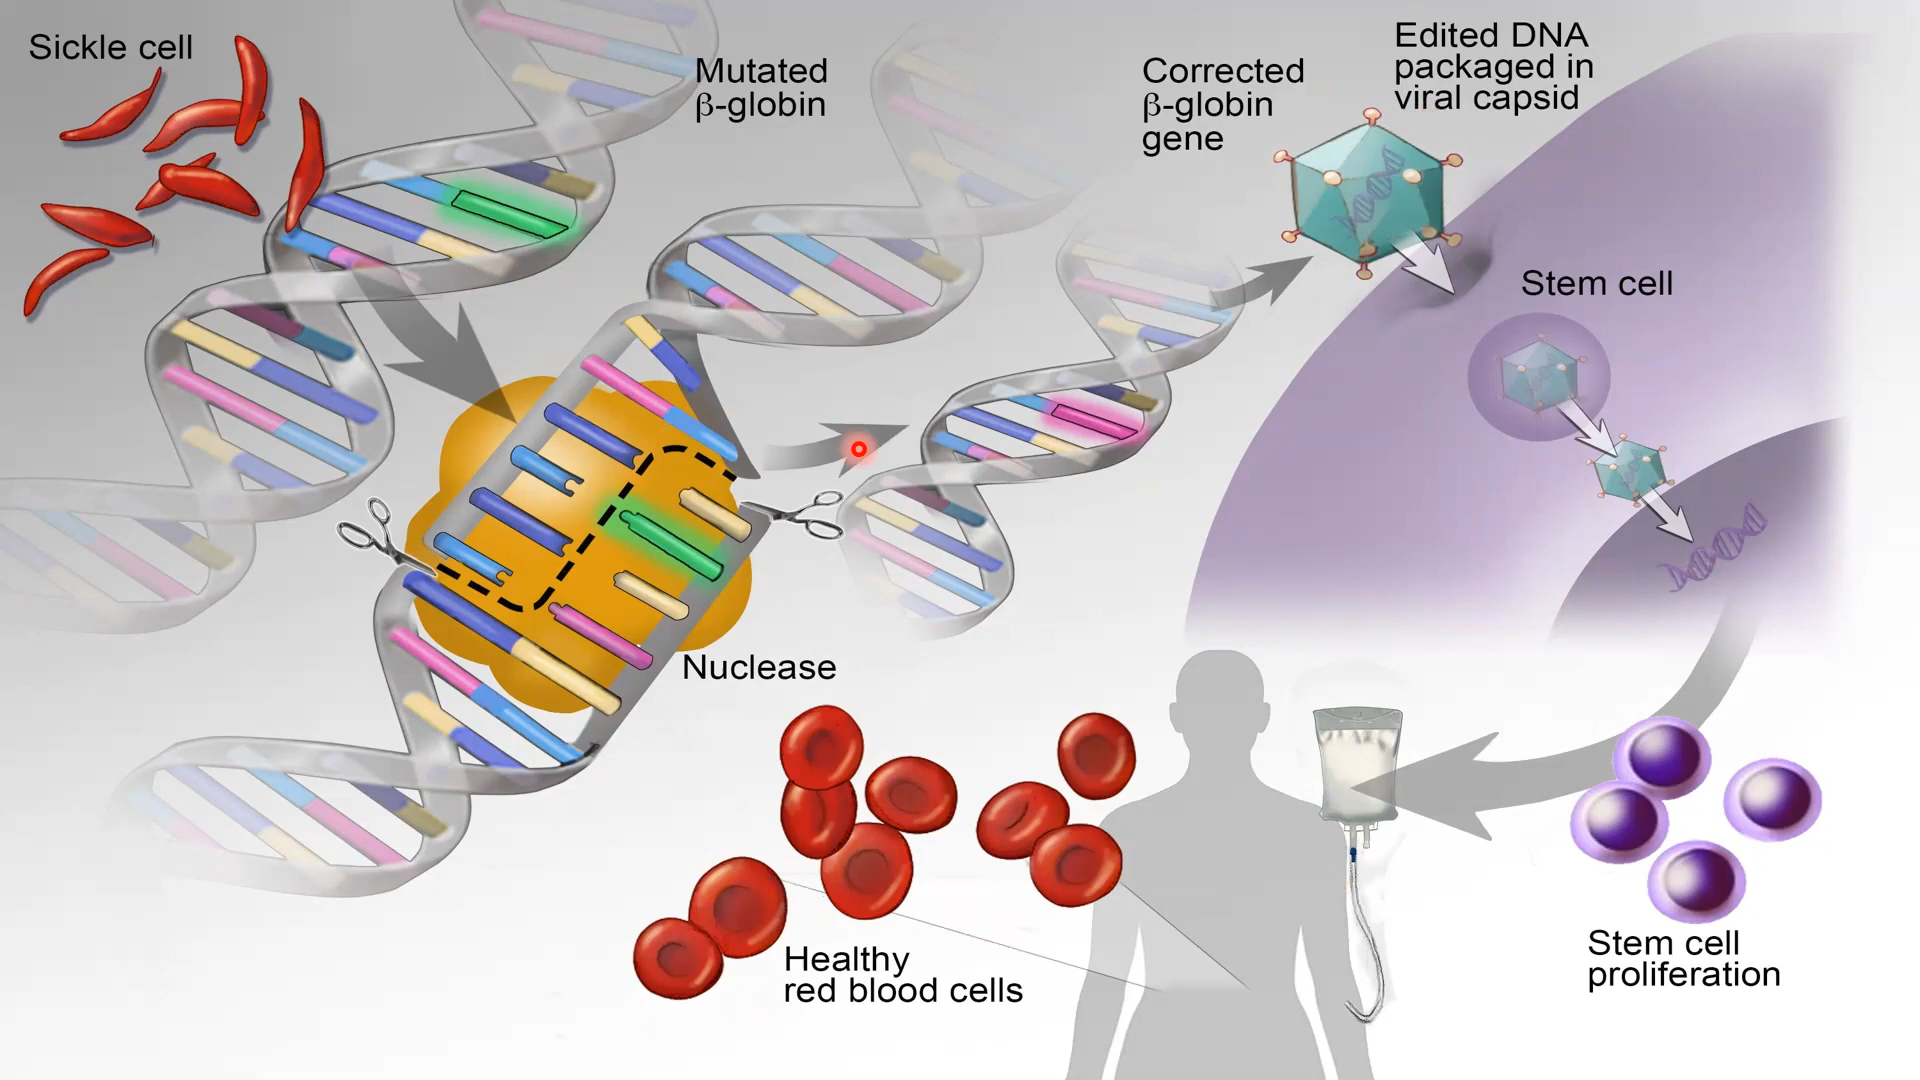 Sickle cell
Mutated
β-globin
Corrected
β-globin
gene
Edited DNA
packaged in
viral capsid
Stem cell
Nuclease
Healthy
red blood cells
Stem cell
proliferation